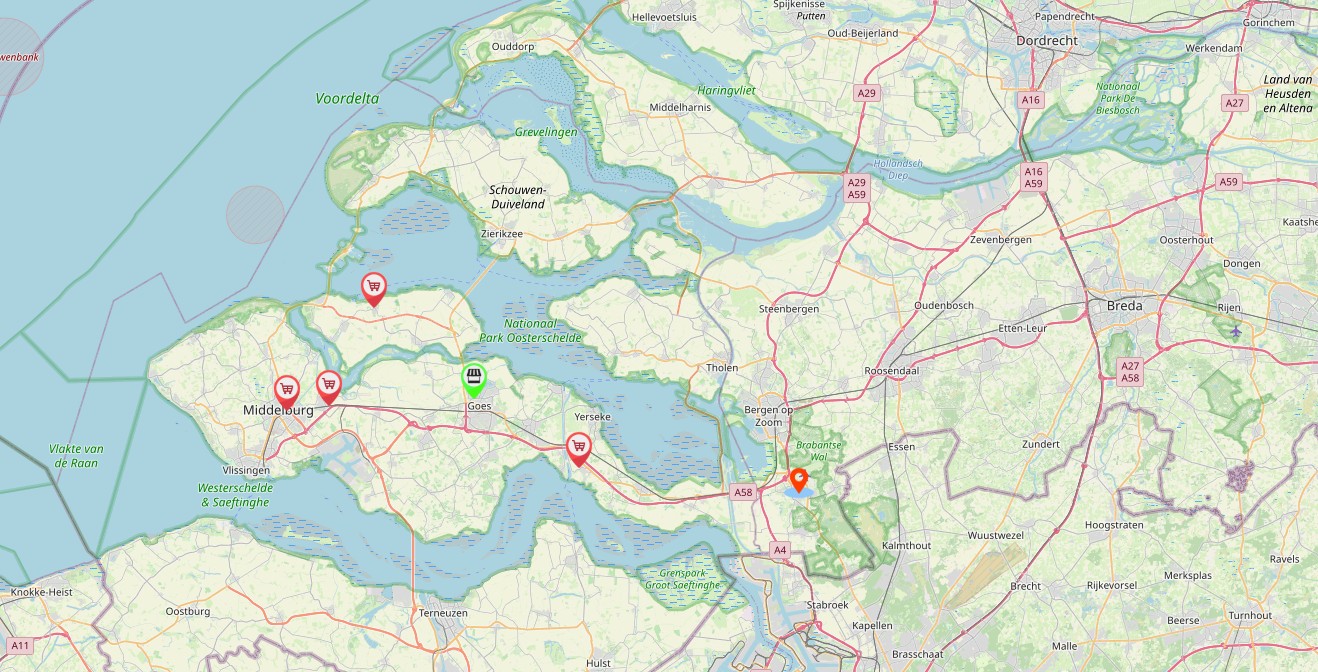 Hellevoetsluis
Spijkenisse
Putten
Papendrecht
Gorinchem
Oud-Beijerland
Dordrecht
Ouddorp
Werkendam
wenbank
Land van
Heusden
en Altena
Voordelta
Haringvliet
A29
Nationaal
Park De
Biesbosch
A16
A27
Middelharnis
Grevelingen
Hollandsch
Diep
A29
A59
A16
A59
A59
Schouwen-
Duiveland
Zierikzee
Kaatshe
Zevenbergen
Oosterhout
Dongen
Steenbergen
Oudenbosch
Breda
Rijen
Nationaal
Park Oosterschelde
Etten-Leur
Tholen
Roosendaal
A27
A58
Middelburg
Goes
Yerseke
Bergen op
Zoom
Vlakte van
de Raan
Vlissingen
Brabantse
Wal
Essen
Zundert
Westerschelde
& Saeftinghe
A58
Hoogstraten
Wuustwezel
A4
Kalmthout
Ravels
Knokke-Heist
Grenspark-
Groot Saeftinghe
Merksplas
Brecht
Rijkevorsel
Oostburg
Terneuzen
Stabroek
Turnhout
Kapellen
Beerse
A11
Malle
Brasschaat
Hulst